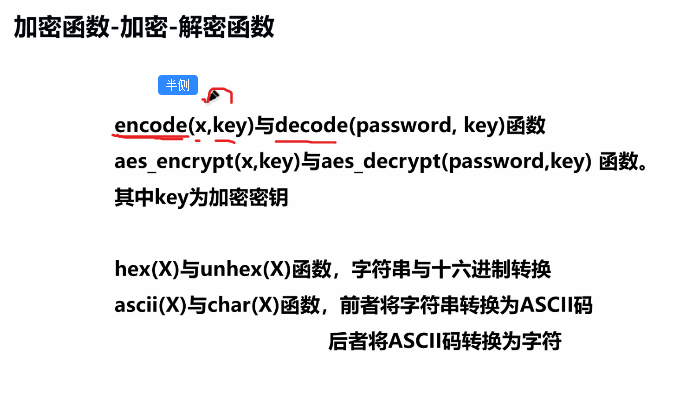 加密函数-加密-解密函数
半侧
encode(x,key)与decode(password, key)函数
aes_encrypt(x,key)与aes_decrypt(password,key) 函数。
其中key为加密密钥
hex(X)与unhex(X)函数，字符串与十六进制转换
ascii(X)与char(X)函数，前者将字符串转换为ASCII码
后者将ASCII码转换为字符